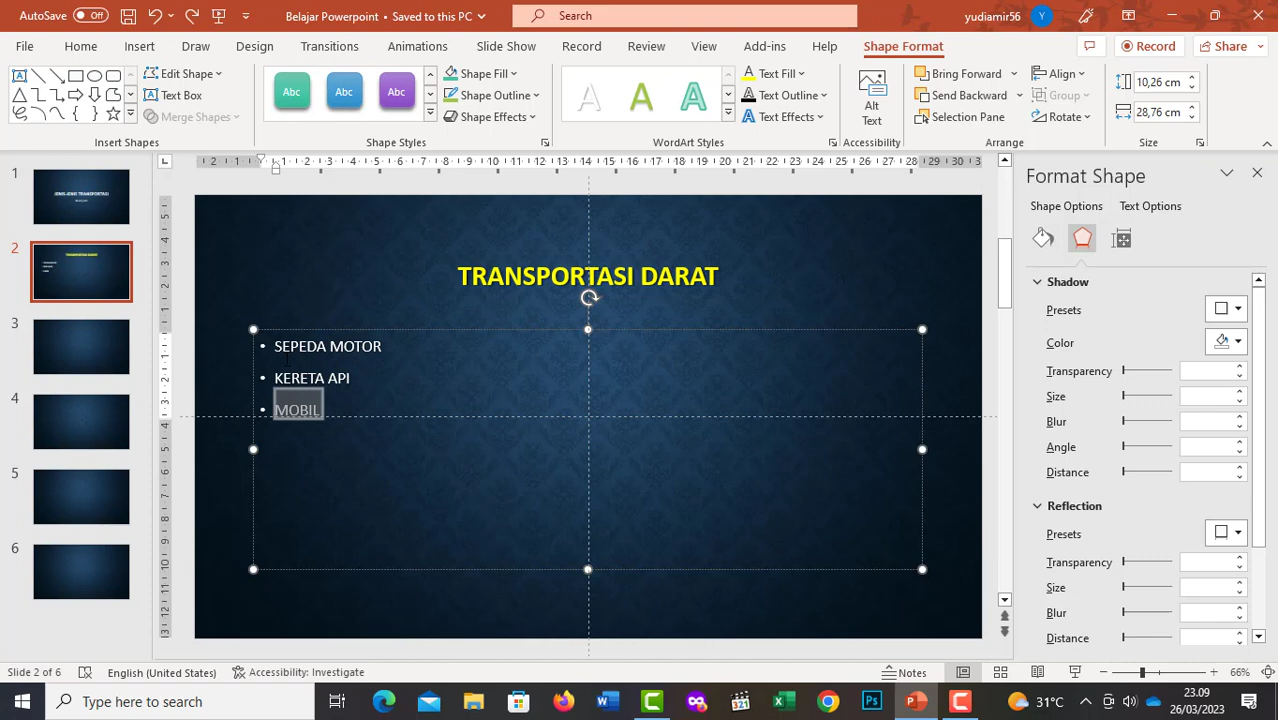 AutoSave Off
Belajar Powerpoint • Saved to this PC
Search
yudiamir56
Y
File Home Insert Draw Design Transitions Animations Slide Show Record Review View Add-ins Help Shape Format
Record
Share
Edit Shape
Text Box
Merge Shapes
Insert Shapes
Abc Abc Abc
Shape Fill
Shape Outline
Shape Effects
Shape Styles
A A A
Text Fill
Text Outline
Text Effects
WordArt Styles
Alt
Text
Accessibility
Bring Forward
Send Backward
Selection Pane
Align
Group
Rotate
Arrange
10,26 cm
28,76 cm
Size
1
2
3
4
5
6
TRANSPORTASI DARAT
• SEPEDA MOTOR
• KERETA API
• MOBIL
Format Shape
Shape Options Text Options
Shadow
Presets
Color
Transparency
Size
Blur
Angle
Distance
Reflection
Presets
Transparency
Size
Blur
Distance
Slide 2 of 6
English (United States)
Accessibility: Investigate
Notes
66%
Type here to search
31°C
23.09
26/03/2023